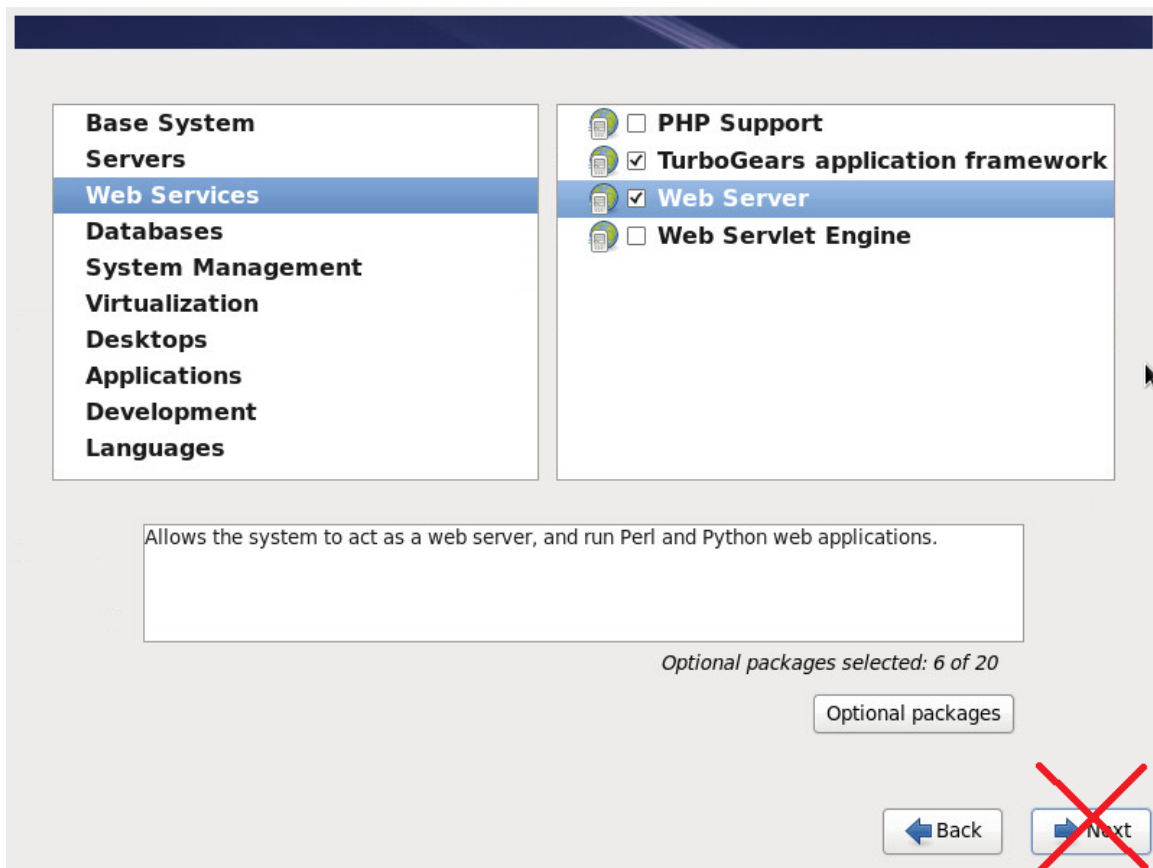 Base System
Servers
Web Services
Databases
System Management
Virtualization
Desktops
Applications
Development
Languages
PHP Support
TurboGears application framework
Web Server
Web Servlet Engine
Allows the system to act as a web server, and run Perl and Python web applications.
Optional packages selected: 6 of 20
Optional packages
Back
Next